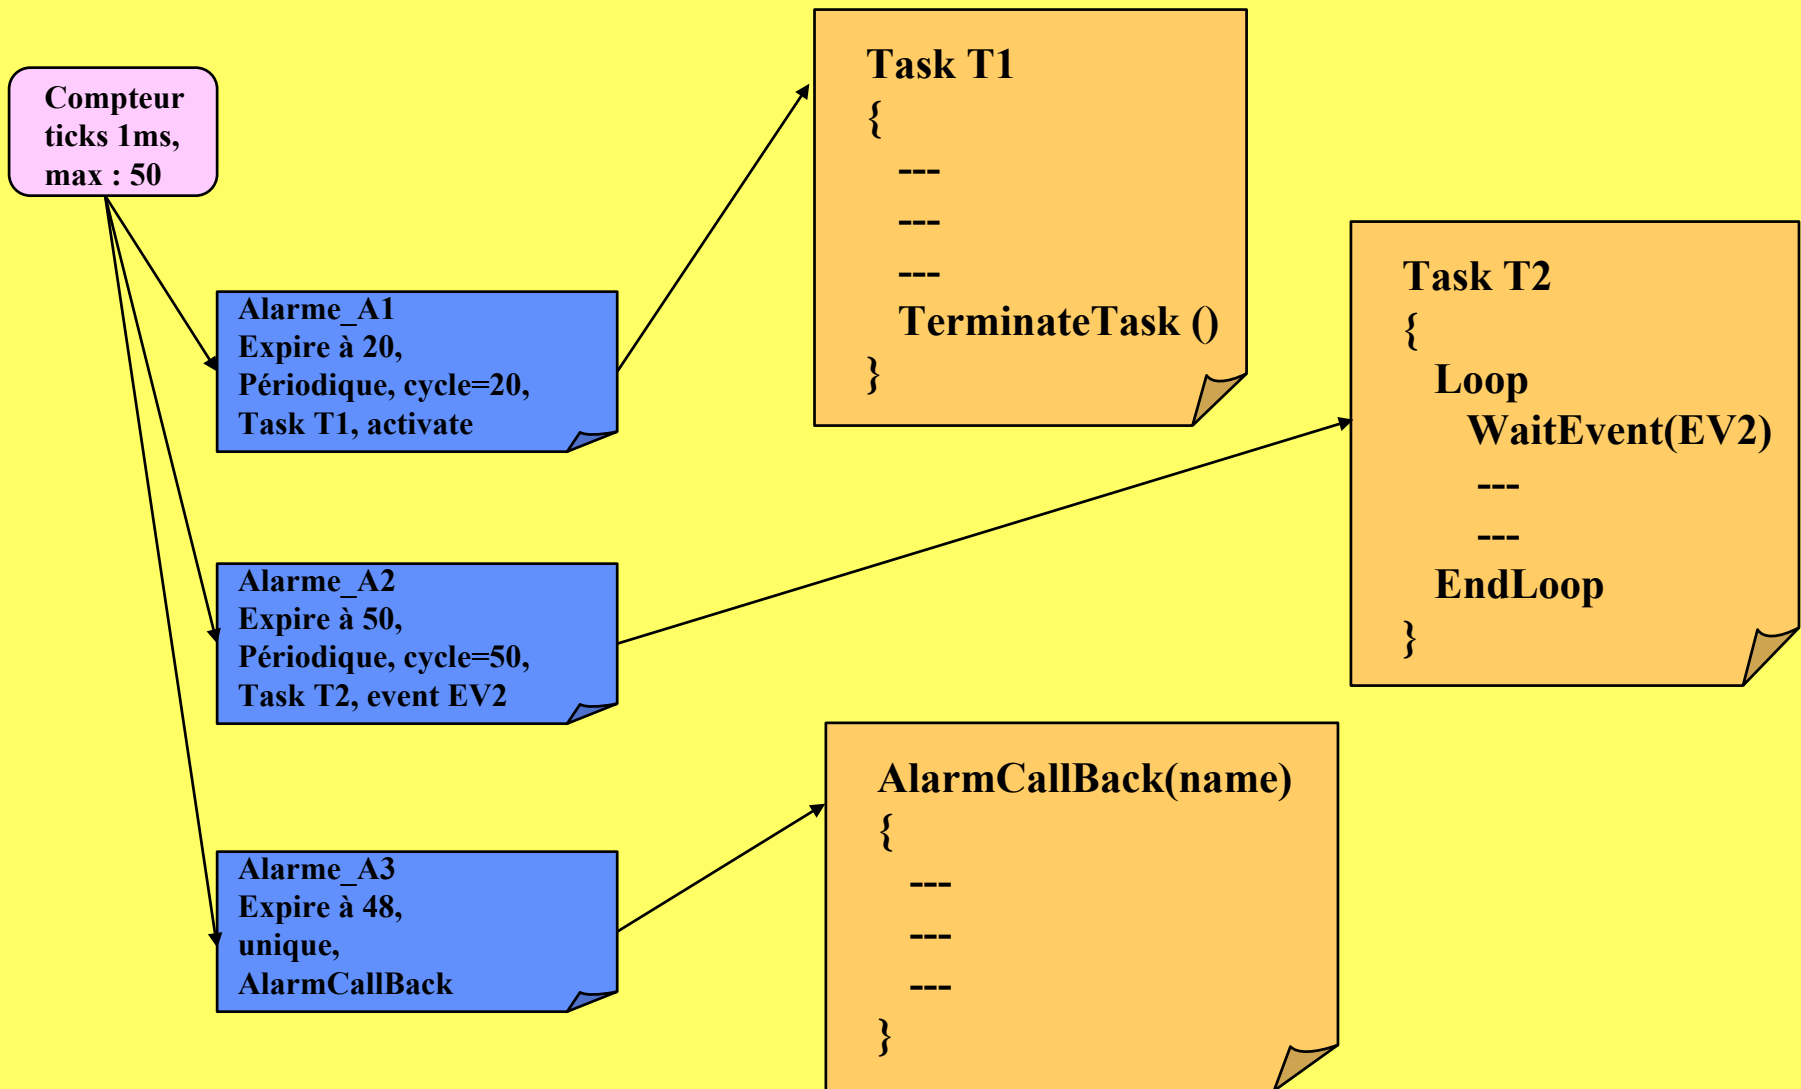 Compteur
ticks 1ms,
max : 50
Alarme_A1
Expire à 20,
Périodique, cycle=20,
Task T1, activate
Alarme_A2
Expire à 50,
Périodique, cycle=50,
Task T2, event EV2
Alarme_A3
Expire à 48,
unique,
AlarmCallBack
Task T1
{
---
---
---
TerminateTask ()
}
Task T2
{
Loop
WaitEvent(EV2)
---
---
EndLoop
}
AlarmCallBack(name)
{
---
---
---
}